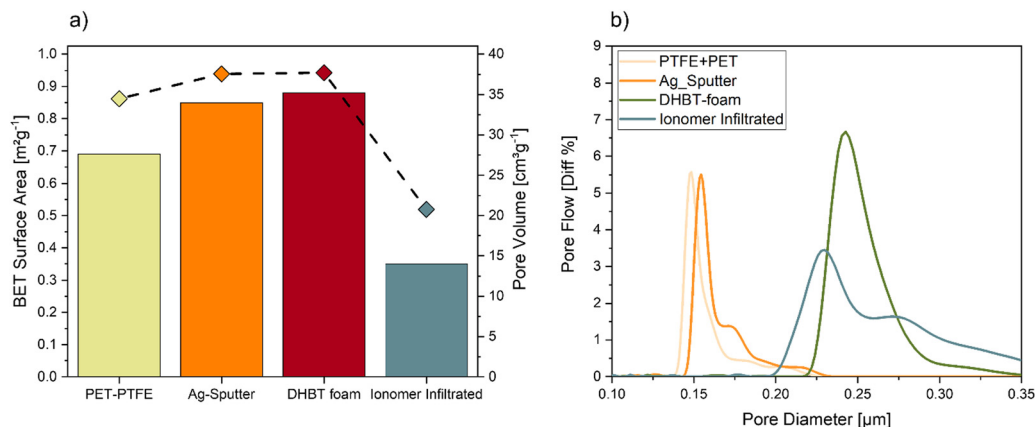 a)
BET Surface Area [m²g⁻¹]
1.0
0.9
0.8
0.7
0.6
0.5
0.4
0.3
0.2
0.1
0.0
PET-PTFE
Ag-Sputter
DHBT foam
Ionomer Infiltrated
40
35
30
25
20
15
10
5
0
Pore Volume [cm³g⁻¹]
b)
Pore Flow [Diff %]
9
8
7
6
5
4
3
2
1
0
PTFE+PET
Ag_Sputter
DHBT-foam
Ionomer Infiltrated
0.10
0.15
0.20
0.25
0.30
0.35
Pore Diameter [µm]